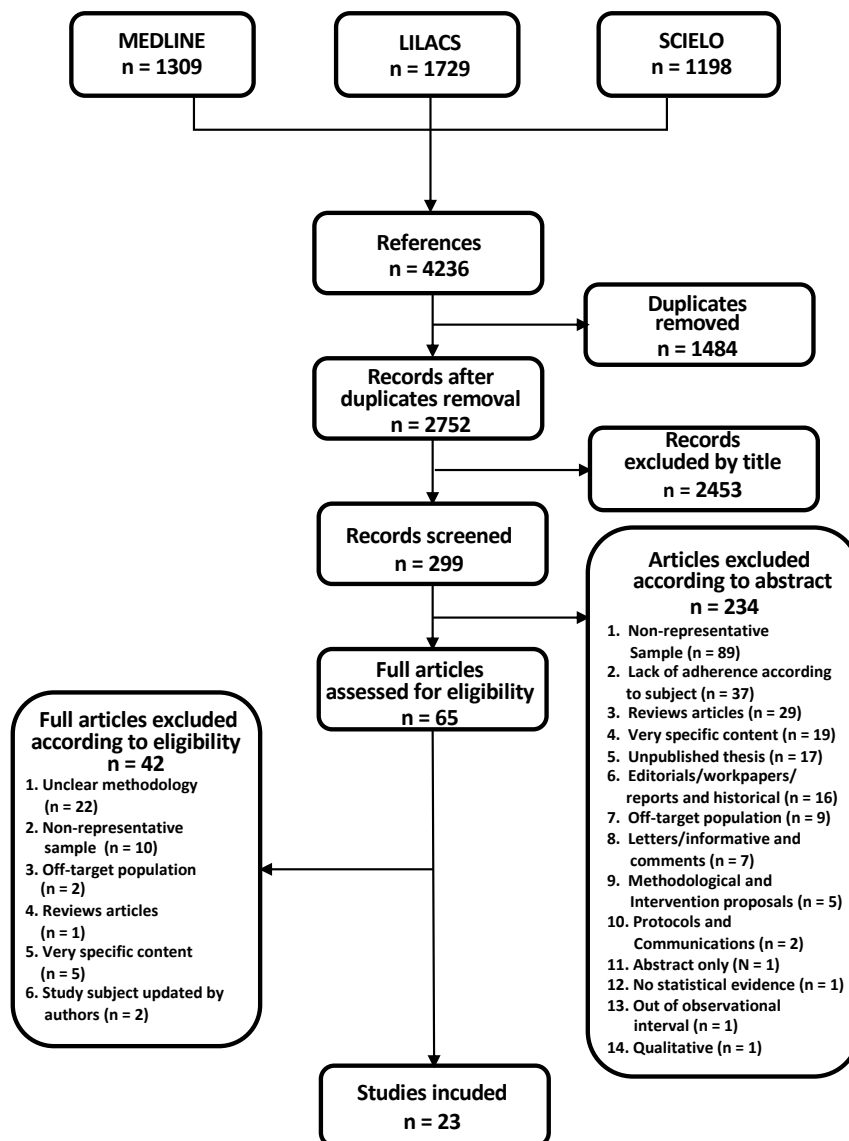 MEDLINE
n = 1309
LILACS
n = 1729
SCIELO
n = 1198
References
n = 4236
Duplicates
removed
n = 1484
Records after
duplicates removal
n = 2752
Records
excluded by title
n = 2453
Records screened
n = 299
Articles excluded
according to abstract
n = 234
1. Non-representative
Sample (n = 89)
2. Lack of adherence according
to subject (n = 37)
3. Reviews articles (n = 29)
4. Very specific content (n = 19)
5. Unpublished thesis (n = 17)
6. Editorials/workpapers/
reports and historical (n = 16)
7. Off-target population (n = 9)
8. Letters/informative and
comments (n = 7)
9. Methodological and
Intervention proposals (n = 5)
10. Protocols and
Communications (n = 2)
11. Abstract only (N = 1)
12. No statistical evidence (n = 1)
13. Out of observational
interval (n = 1)
14. Qualitative (n = 1)
Full articles
assessed for eligibility
n = 65
Full articles excluded
according to eligibility
n = 42
1. Unclear methodology
(n = 22)
2. Non-representative
sample (n = 10)
3. Off-target population
(n = 2)
4. Reviews articles
(n = 1)
5. Very specific content
(n = 5)
6. Study subject updated by
authors (n = 2)
Studies incuded
n = 23